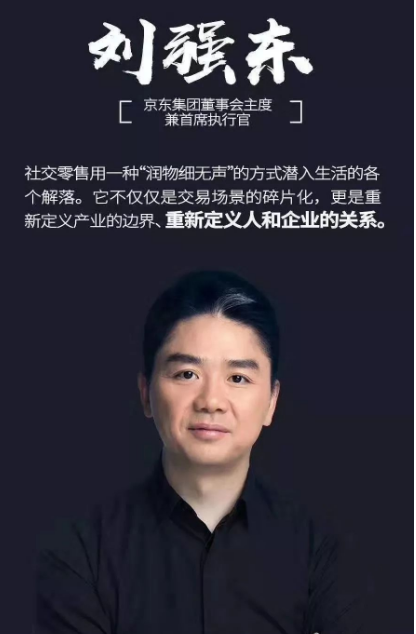 刘强东
京东集团董事会主度
兼首席执行官
社交零售用一种“润物细无声”的方式潜入生活的各
个解落。它不仅仅是交易场景的碎片化，更是重
新定义产业的边界、重新定义人和企业的关系。